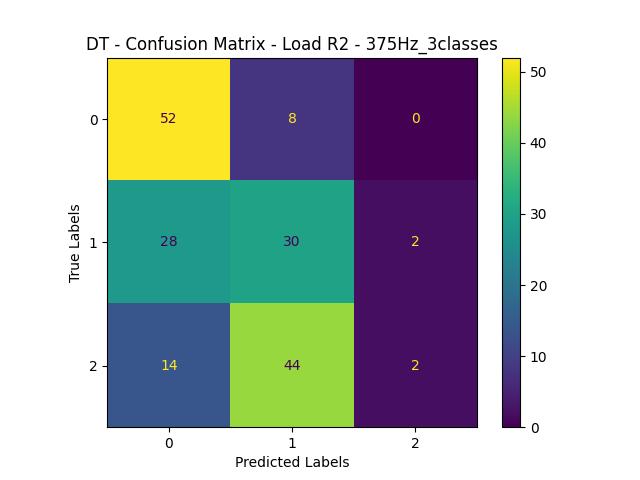 DT - Confusion Matrix - Load R2 - 375Hz_3classes
True Labels
0 52 8 0
1 28 30 2
2 14 44 2
0 1 2
Predicted Labels
50
40
30
20
10
0